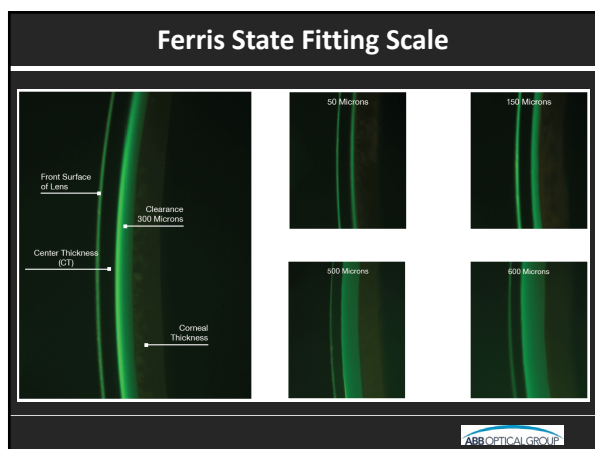 Ferris State Fitting Scale
Front Surface
of Lens
Clearance
300 Microns
Center Thickness
(CT)
Corneal
Thickness
50 Microns
150 Microns
500 Microns
600 Microns
ABB OPTICAL GROUP